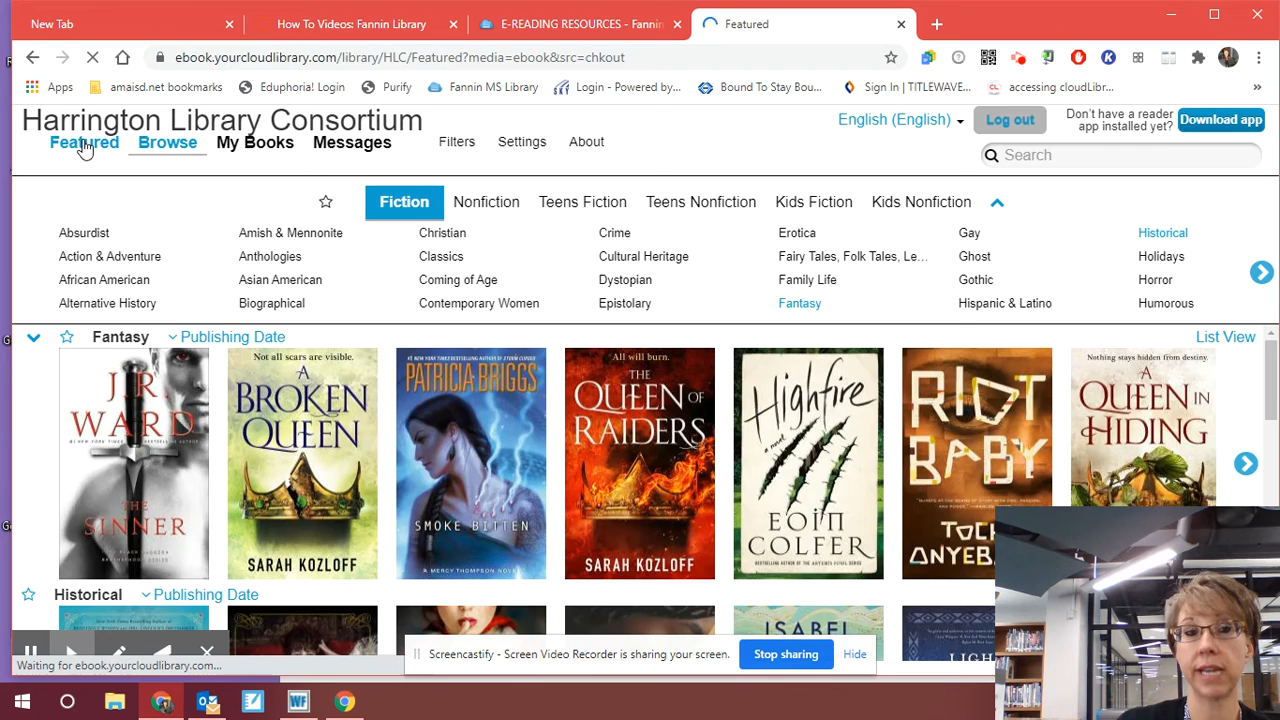 New Tab
How To Videos: Fannin Library
E-READING RESOURCES - Fannin
Featured
ebook.yourcloudlibrary.com/library/HLC/Featured?media=ebook&src=chkout
Apps
amaisd.net bookmarks
Eduphoria! Login
Purify
Fannin MS Library
Login - Powered by...
Bound To Stay Bou...
Sign In | TITLEWAVE...
accessing cloudLibr...
Harrington Library Consortium
English (English)
Log out
Don't have a reader app installed yet?
Download app
Featured Browse My Books Messages Filters Settings About
Search
Fiction Nonfiction Teens Fiction Teens Nonfiction Kids Fiction Kids Nonfiction
Absurdist Amish & Mennonite Christian Crime Erotica Gay Historical
Action & Adventure Anthologies Classics Cultural Heritage Fairy Tales, Folk Tales, Le... Ghost Holidays
African American Asian American Coming of Age Dystopian Family Life Gothic Horror
Alternative History Biographical Contemporary Women Epistolary Fantasy Hispanic & Latino Humorous
Fantasy Publishing Date
List View
J.R.
WARD
THE
SINNER
Not all scars are visible.
A
BROKEN
QUEEN
SARAH KOZLOFF
PATRICIA BRIGGS
SMOKE BITTEN
A MERCY THOMPSON NOVEL
All will burn.
THE
QUEEN OF
RAIDERS
SARAH KOZLOFF
Highfire
a novel
EOIN
COLFER
RIOT
BABY
TOCH
ONYEB
Nothing stays hidden from destiny.
A
QUEEN IN
HIDING
Historical Publishing Date
ISABEL
LIGH
Screencastify - Screen Video Recorder is sharing your screen.
Stop sharing
Hide
Waiting for ebook.yourcloudlibrary.com...